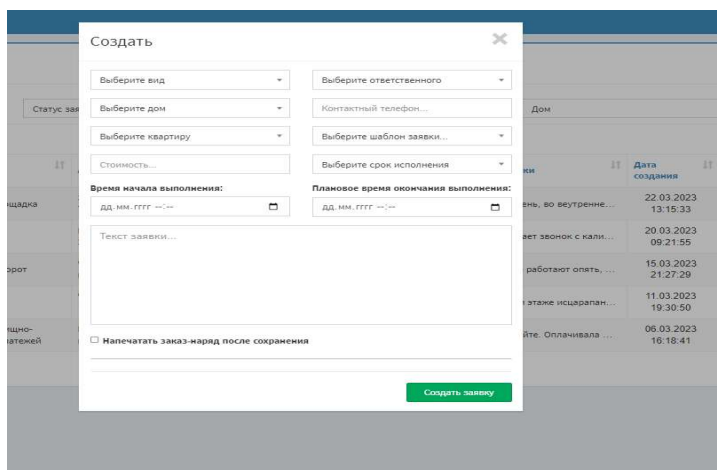 Создать
Выберите вид
Выберите ответственного
Статус зая
Выберите дом
Контактный телефон...
Дом
Выберите квартиру
Выберите шаблон заявки...
Стоимость...
Выберите срок исполнения
ки
Дата создания
Время начала выполнения:
Плановое время окончания выполнения:
ощадка
ень, во веутренне...
22.03.2023 13:15:33
дд.мм.гггг --:--
дд.мм.гггг --:--
Текст заявки...
ает звонок с кали...
20.03.2023 09:21:55
орот
работают опять, ...
15.03.2023 21:27:29
этаже исцарапан...
11.03.2023 19:30:50
ищно-
атежей
йте. Оплачивала ...
06.03.2023 16:18:41
Напечатать заказ-наряд после сохранения
Создать заявку